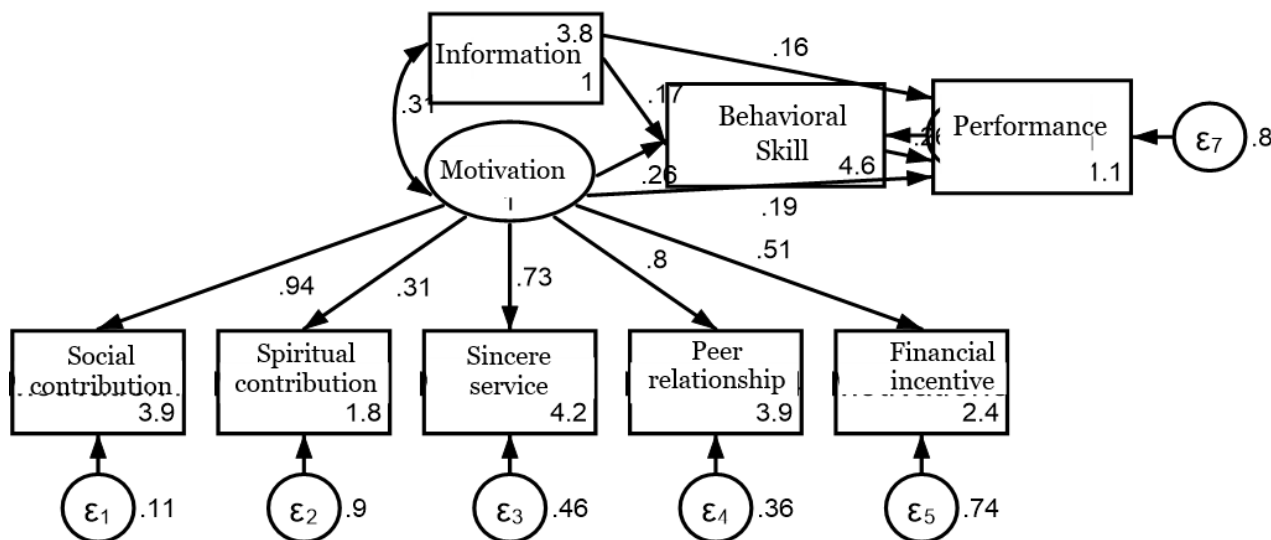 3.8
Information
1
.16
.31
.17
Behavioral
Skill
4.6
Performance
1.1
ε7
.8
Motivation
1
.26
.26
.19
.94
.31
.73
.8
.51
Social
contribution
3.9
Spiritual
contribution
1.8
Sincere
service
4.2
Peer
relationship
3.9
Financial
incentive
2.4
ε1
.11
ε2
.9
ε3
.46
ε4
.36
ε5
.74